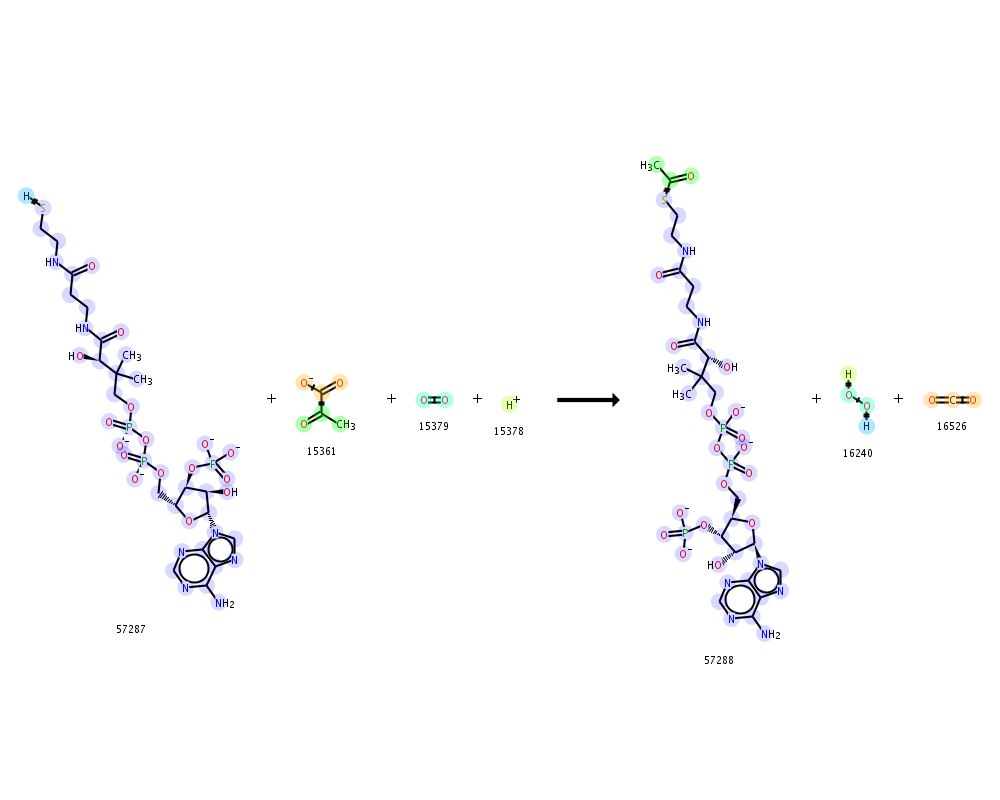 H S
HN O
HN O
HO CH3
CH3
O
O P O⁻ O
O P O⁻ O
O P O⁻ O⁻ O
OH
O
N N N N
NH2
57287
+
O⁻ O
O CH3
15361
+
O O
15379
+
H⁺
15378
H3C O
S
NH
O
NH
O
OH
H3C
H3C
O O⁻
P O
O O⁻
P O
O
O⁻
O P O O
O⁻
HO
N N N N
NH2
57288
+
H
O
O
H
16240
+
O C O
16526